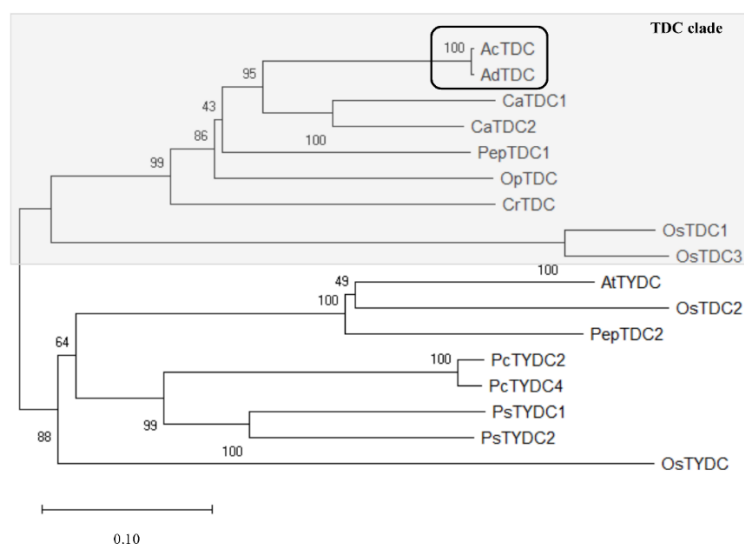 TDC clade
100 AcTDC
AdTDC
95
CaTDC1
43
CaTDC2
86
100
PepTDC1
99
OpTDC
CrTDC
OsTDC1
OsTDC3
100
49
AtTYDC
100
OsTDC2
PepTDC2
64
100
PcTYDC2
PcTYDC4
PsTYDC1
99
88
PsTYDC2
100
OsTYDC
0.10